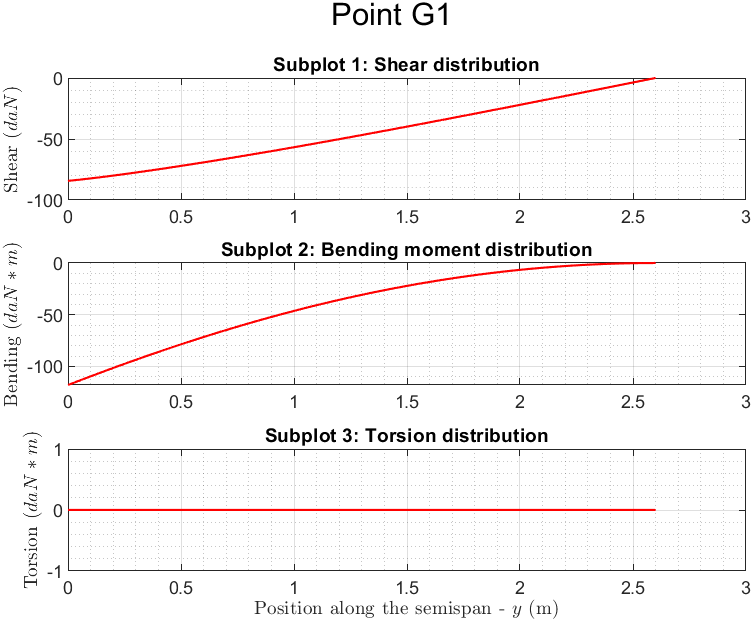 Point G1
Subplot 1: Shear distribution
Shear (daN)
0
-50
-100
0 0.5 1 1.5 2 2.5 3
Subplot 2: Bending moment distribution
Bending (daN * m)
0
-50
-100
0 0.5 1 1.5 2 2.5 3
Subplot 3: Torsion distribution
Torsion (daN * m)
1
0
-1
0 0.5 1 1.5 2 2.5 3
Position along the semispan - y (m)